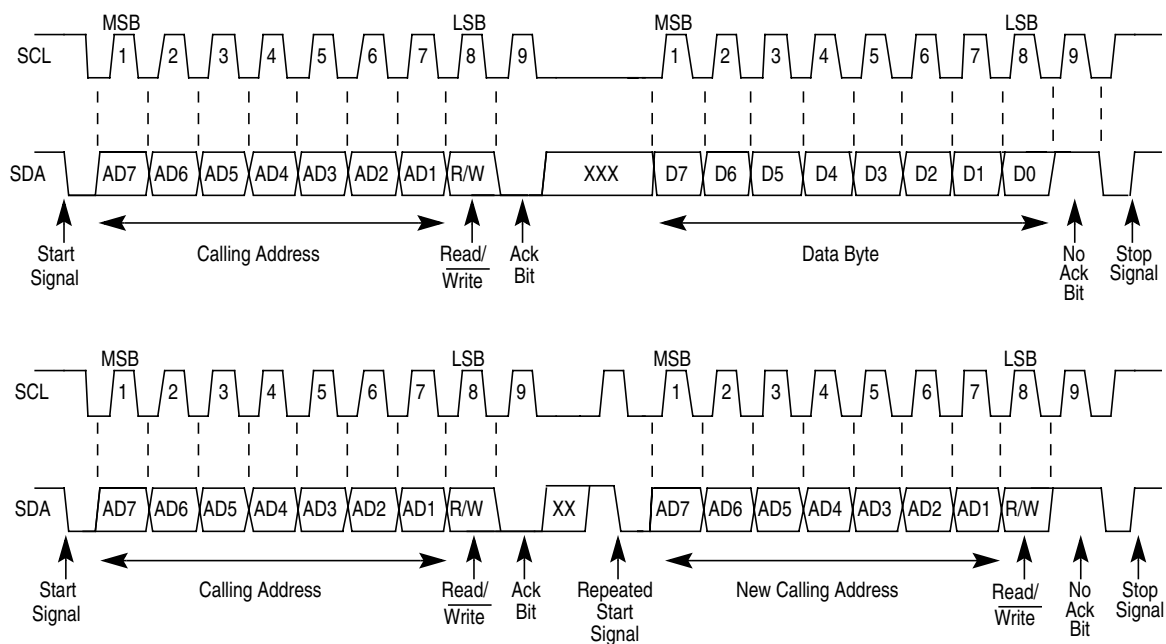 MSB LSB MSB LSB
SCL 1 2 3 4 5 6 7 8 9 1 2 3 4 5 6 7 8 9
SDA AD7 AD6 AD5 AD4 AD3 AD2 AD1 R/W XXX D7 D6 D5 D4 D3 D2 D1 D0
Start Signal
Calling Address
Read/
Write
Ack
Bit
Data Byte
No
Ack
Bit
Stop
Signal
MSB LSB MSB LSB
SCL 1 2 3 4 5 6 7 8 9 1 2 3 4 5 6 7 8 9
SDA AD7 AD6 AD5 AD4 AD3 AD2 AD1 R/W XX AD7 AD6 AD5 AD4 AD3 AD2 AD1 R/W
Start
Signal
Calling Address
Read/
Write
Ack
Bit
Repeated
Start
Signal
New Calling Address
Read/
Write
No
Ack
Bit
Stop
Signal